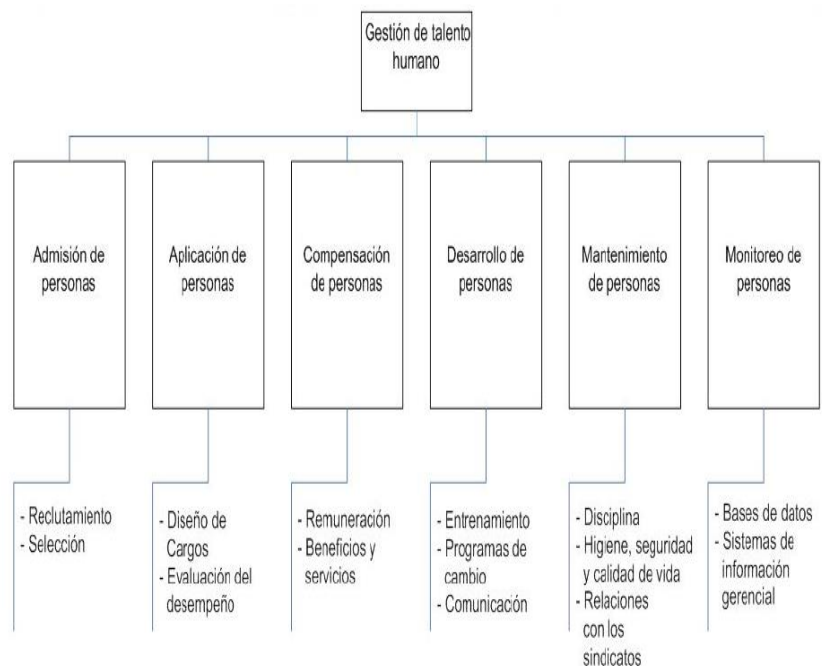 Gestión de talento
humano
Admisión de
personas
Aplicación de
personas
Compensación
de personas
Desarrollo de
personas
Mantenimiento
de personas
Monitoreo de
personas
- Reclutamiento
- Selección
- Diseño de
Cargos
- Evaluación del
desempeño
- Remuneración
- Beneficios y
servicios
- Entrenamiento
- Programas de
cambio
- Comunicación
- Disciplina
- Higiene, seguridad
y calidad de vida
- Relaciones
con los
sindicatos
- Bases de datos
- Sistemas de
información
gerencial